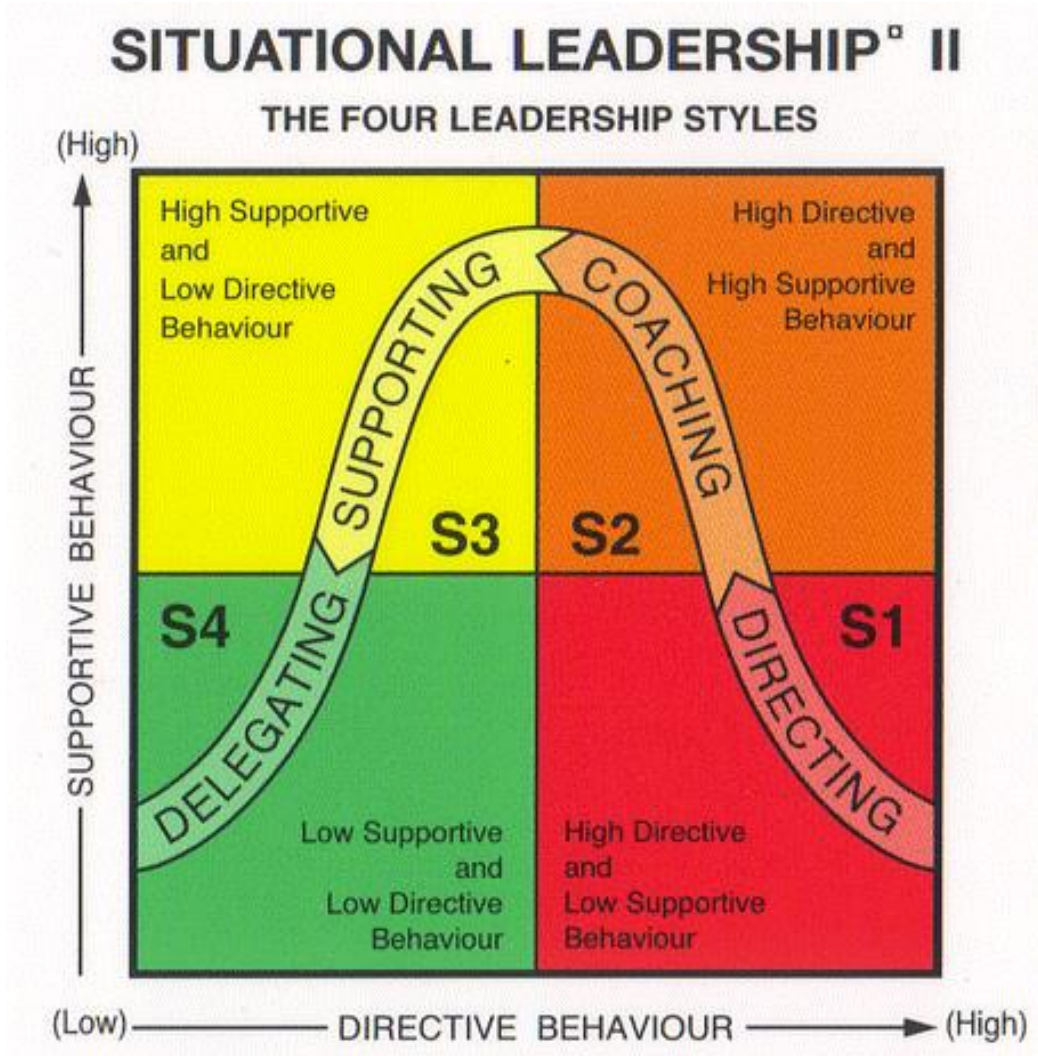 SITUATIONAL LEADERSHIP II
THE FOUR LEADERSHIP STYLES
(High)
SUPPORTIVE BEHAVIOUR
High Supportive
and
Low Directive
Behaviour
High Directive
and
High Supportive
Behaviour
SUPPORTING
COACHING
S3
S2
S4
S1
DELEGATING
DIRECTING
Low Supportive
and
Low Directive
Behaviour
High Directive
and
Low Supportive
Behaviour
(Low)
DIRECTIVE BEHAVIOUR
(High)